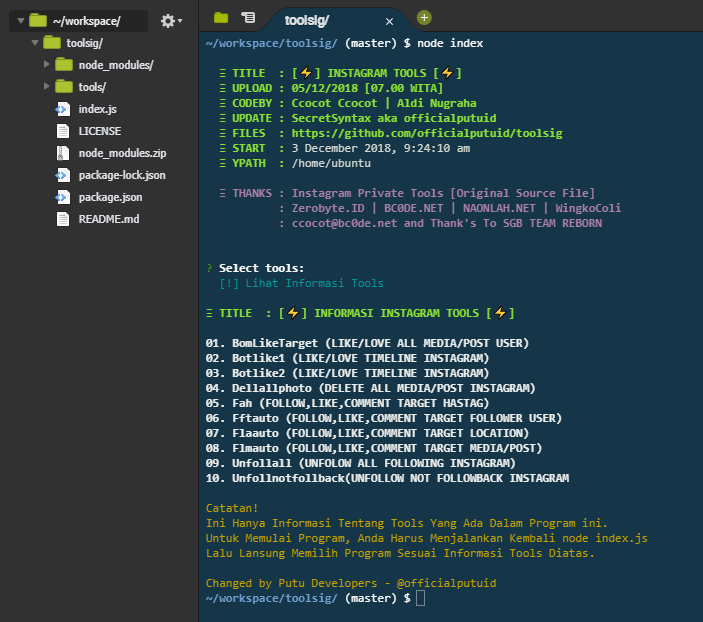 ~/workspace/
toolsig/
node_modules/
tools/
index.js
LICENSE
node_modules.zip
package-lock.json
package.json
README.md
toolsig/
~/workspace/toolsig/ (master) $ node index
Ξ TITLE  : [⚡] INSTAGRAM TOOLS [⚡]
Ξ UPLOAD : 05/12/2018 [07.00 WITA]
Ξ CODEBY : Ccocot Ccocot | Aldi Nugraha
Ξ UPDATE : SecretSyntax aka officialputuid
Ξ FILES  : https://github.com/officialputuid/toolsig
Ξ START  : 3 December 2018, 9:24:10 am
Ξ YPATH  : /home/ubuntu
Ξ THANKS : Instagram Private Tools [Original Source File]
: Zerobyte.ID | BC0DE.NET | NAONLAH.NET | WingkoColi
: ccocot@bc0de.net and Thank's To SGB TEAM REBORN
? Select tools:
[!] Lihat Informasi Tools
Ξ TITLE  : [⚡] INFORMASI INSTAGRAM TOOLS [⚡]
01. BomLikeTarget (LIKE/LOVE ALL MEDIA/POST USER)
02. Botlike1 (LIKE/LOVE TIMELINE INSTAGRAM)
03. Botlike2 (LIKE/LOVE TIMELINE INSTAGRAM)
04. Dellallphoto (DELETE ALL MEDIA/POST INSTAGRAM)
05. Fah (FOLLOW,LIKE,COMMENT TARGET HASTAG)
06. Fftauto (FOLLOW,LIKE,COMMENT TARGET FOLLOWER USER)
07. Flaauto (FOLLOW,LIKE,COMMENT TARGET LOCATION)
08. Flmauto (FOLLOW,LIKE,COMMENT TARGET MEDIA/POST)
09. Unfollall (UNFOLOW ALL FOLLOWING INSTAGRAM)
10. Unfollnotfollback(UNFOLLOW NOT FOLLOWBACK INSTAGRAM
Catatan!
Ini Hanya Informasi Tentang Tools Yang Ada Dalam Program ini.
Untuk Memulai Program, Anda Harus Menjalankan Kembali node index.js
Lalu Lansung Memilih Program Sesuai Informasi Tools Diatas.
Changed by Putu Developers - @officialputuid
~/workspace/toolsig/ (master) $